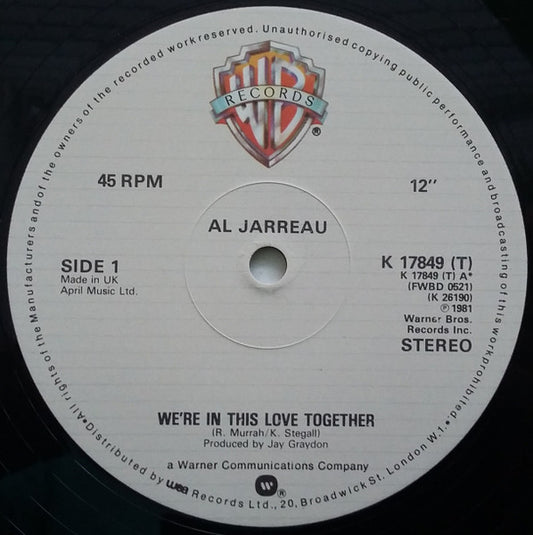 All rights of the Manufacturers and of the owners of the recorded work reserved. Unauthorised copying public performance and broadcasting of this work prohibited.
WB
RECORDS
®
45 RPM
12"
AL JARREAU
SIDE 1
Made in UK
April Music Ltd.
K 17849 (T)
K 17849 (T) A*
(FWBD 0521)
(K 26190)
℗ 1981
Warner Bros.
Records Inc.
STEREO
WE'RE IN THIS LOVE TOGETHER
(R. Murrah/K. Stegall)
Produced by Jay Graydon
a Warner Communications Company
®
•Distributed by wea Records Ltd., 20, Broadwick St. London W.1.•